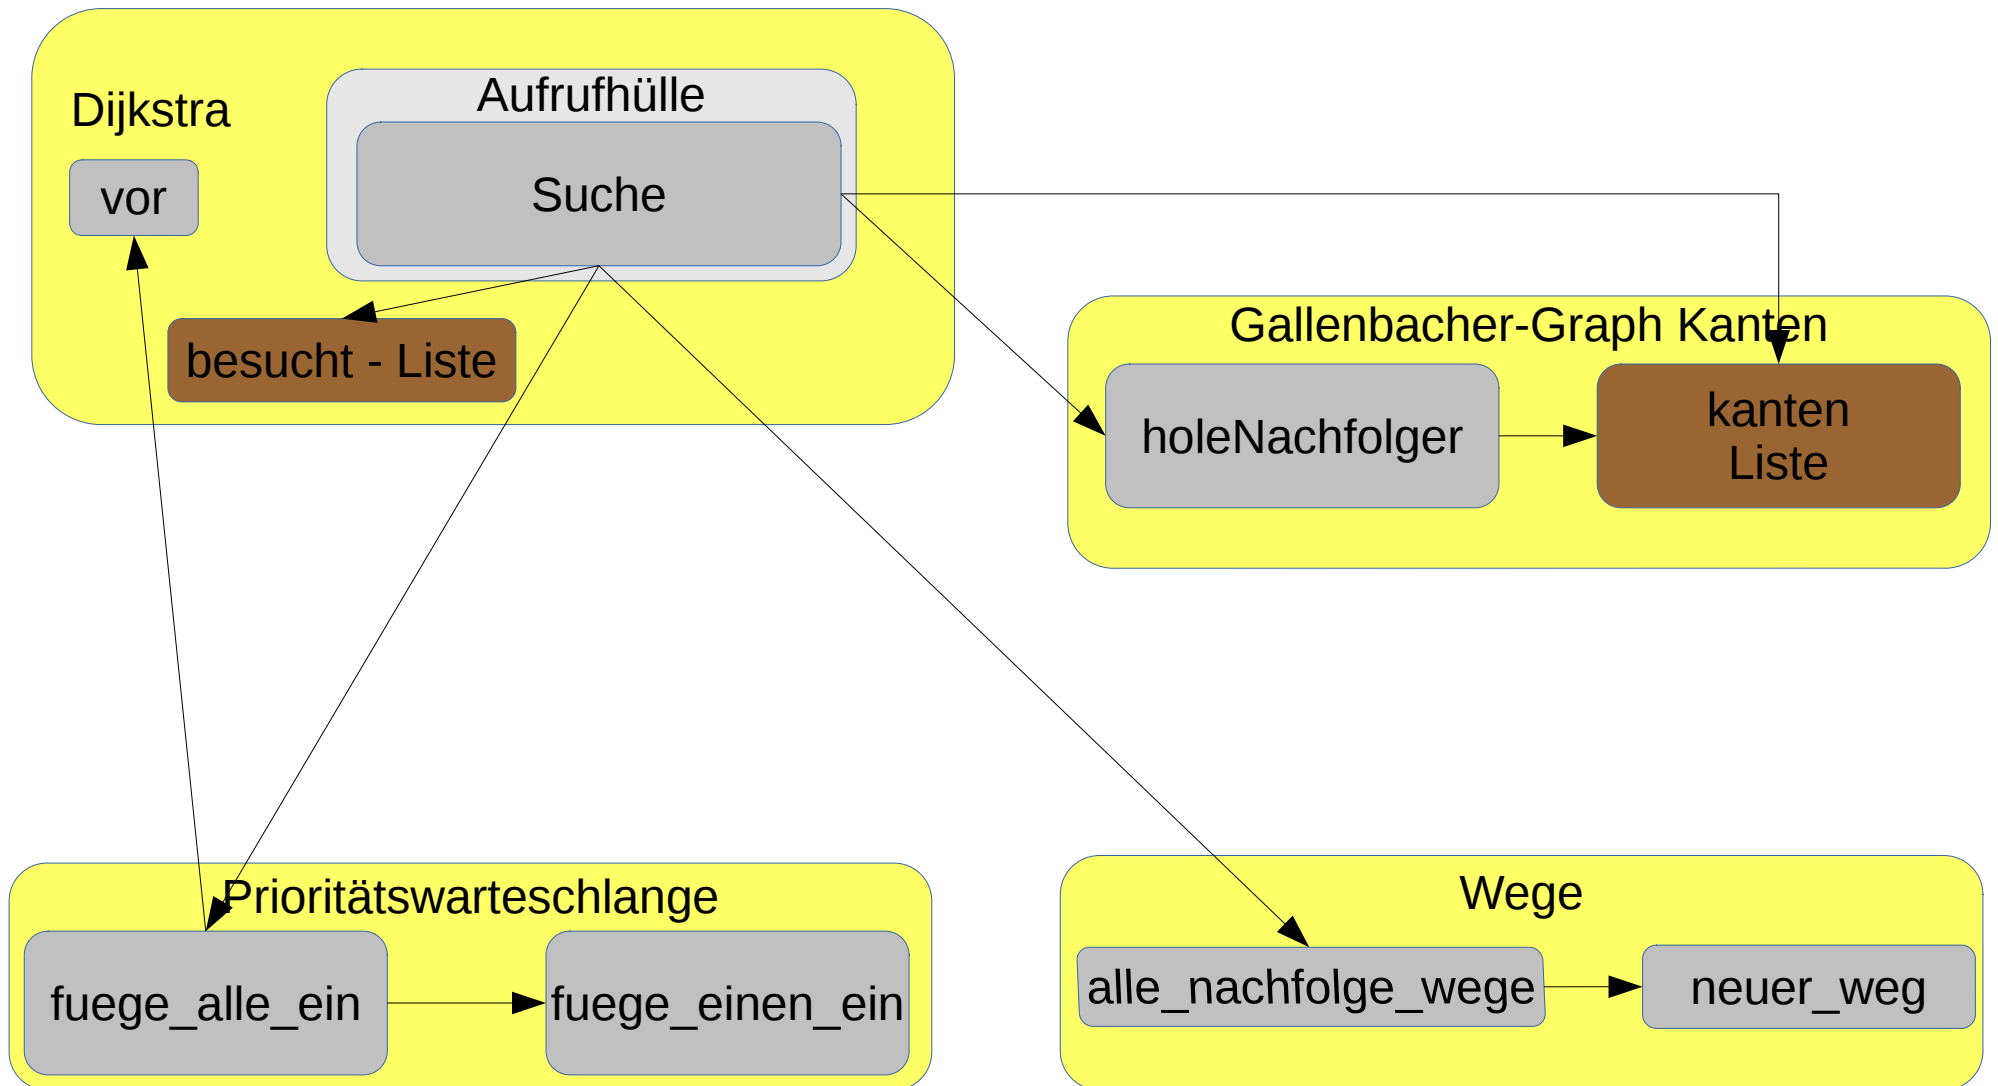 Dijkstra
Aufrufhülle
vor
Suche
besucht - Liste
Gallenbacher-Graph Kanten
holeNachfolger
kanten
Liste
Prioritätswarteschlange
fuege_alle_ein
fuege_einen_ein
Wege
alle_nachfolge_wege
neuer_weg